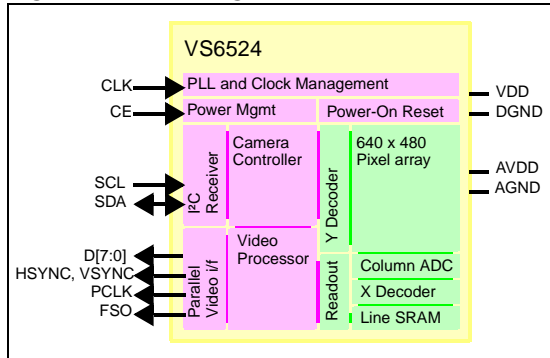 VS6524
CLK
PLL and Clock Management
VDD
CE
Power Mgmt
Power-On Reset
DGND
I²C
Receiver
Camera
Controller
Y Decoder
640 x 480
Pixel array
AVDD
AGND
SCL
SDA
D[7:0]
HSYNC, VSYNC
PCLK
FSO
Parallel
Video i/f
Video
Processor
Readout
Column ADC
X Decoder
Line SRAM